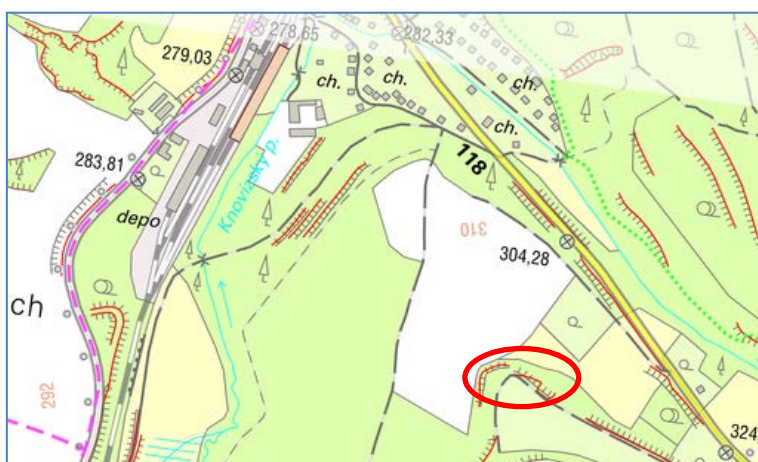 278,65
282,33
279,03
ch.
ch.
ch.
ch.
118
283,81
Knovízský p.
depo
310
304,28
ch
292
324,